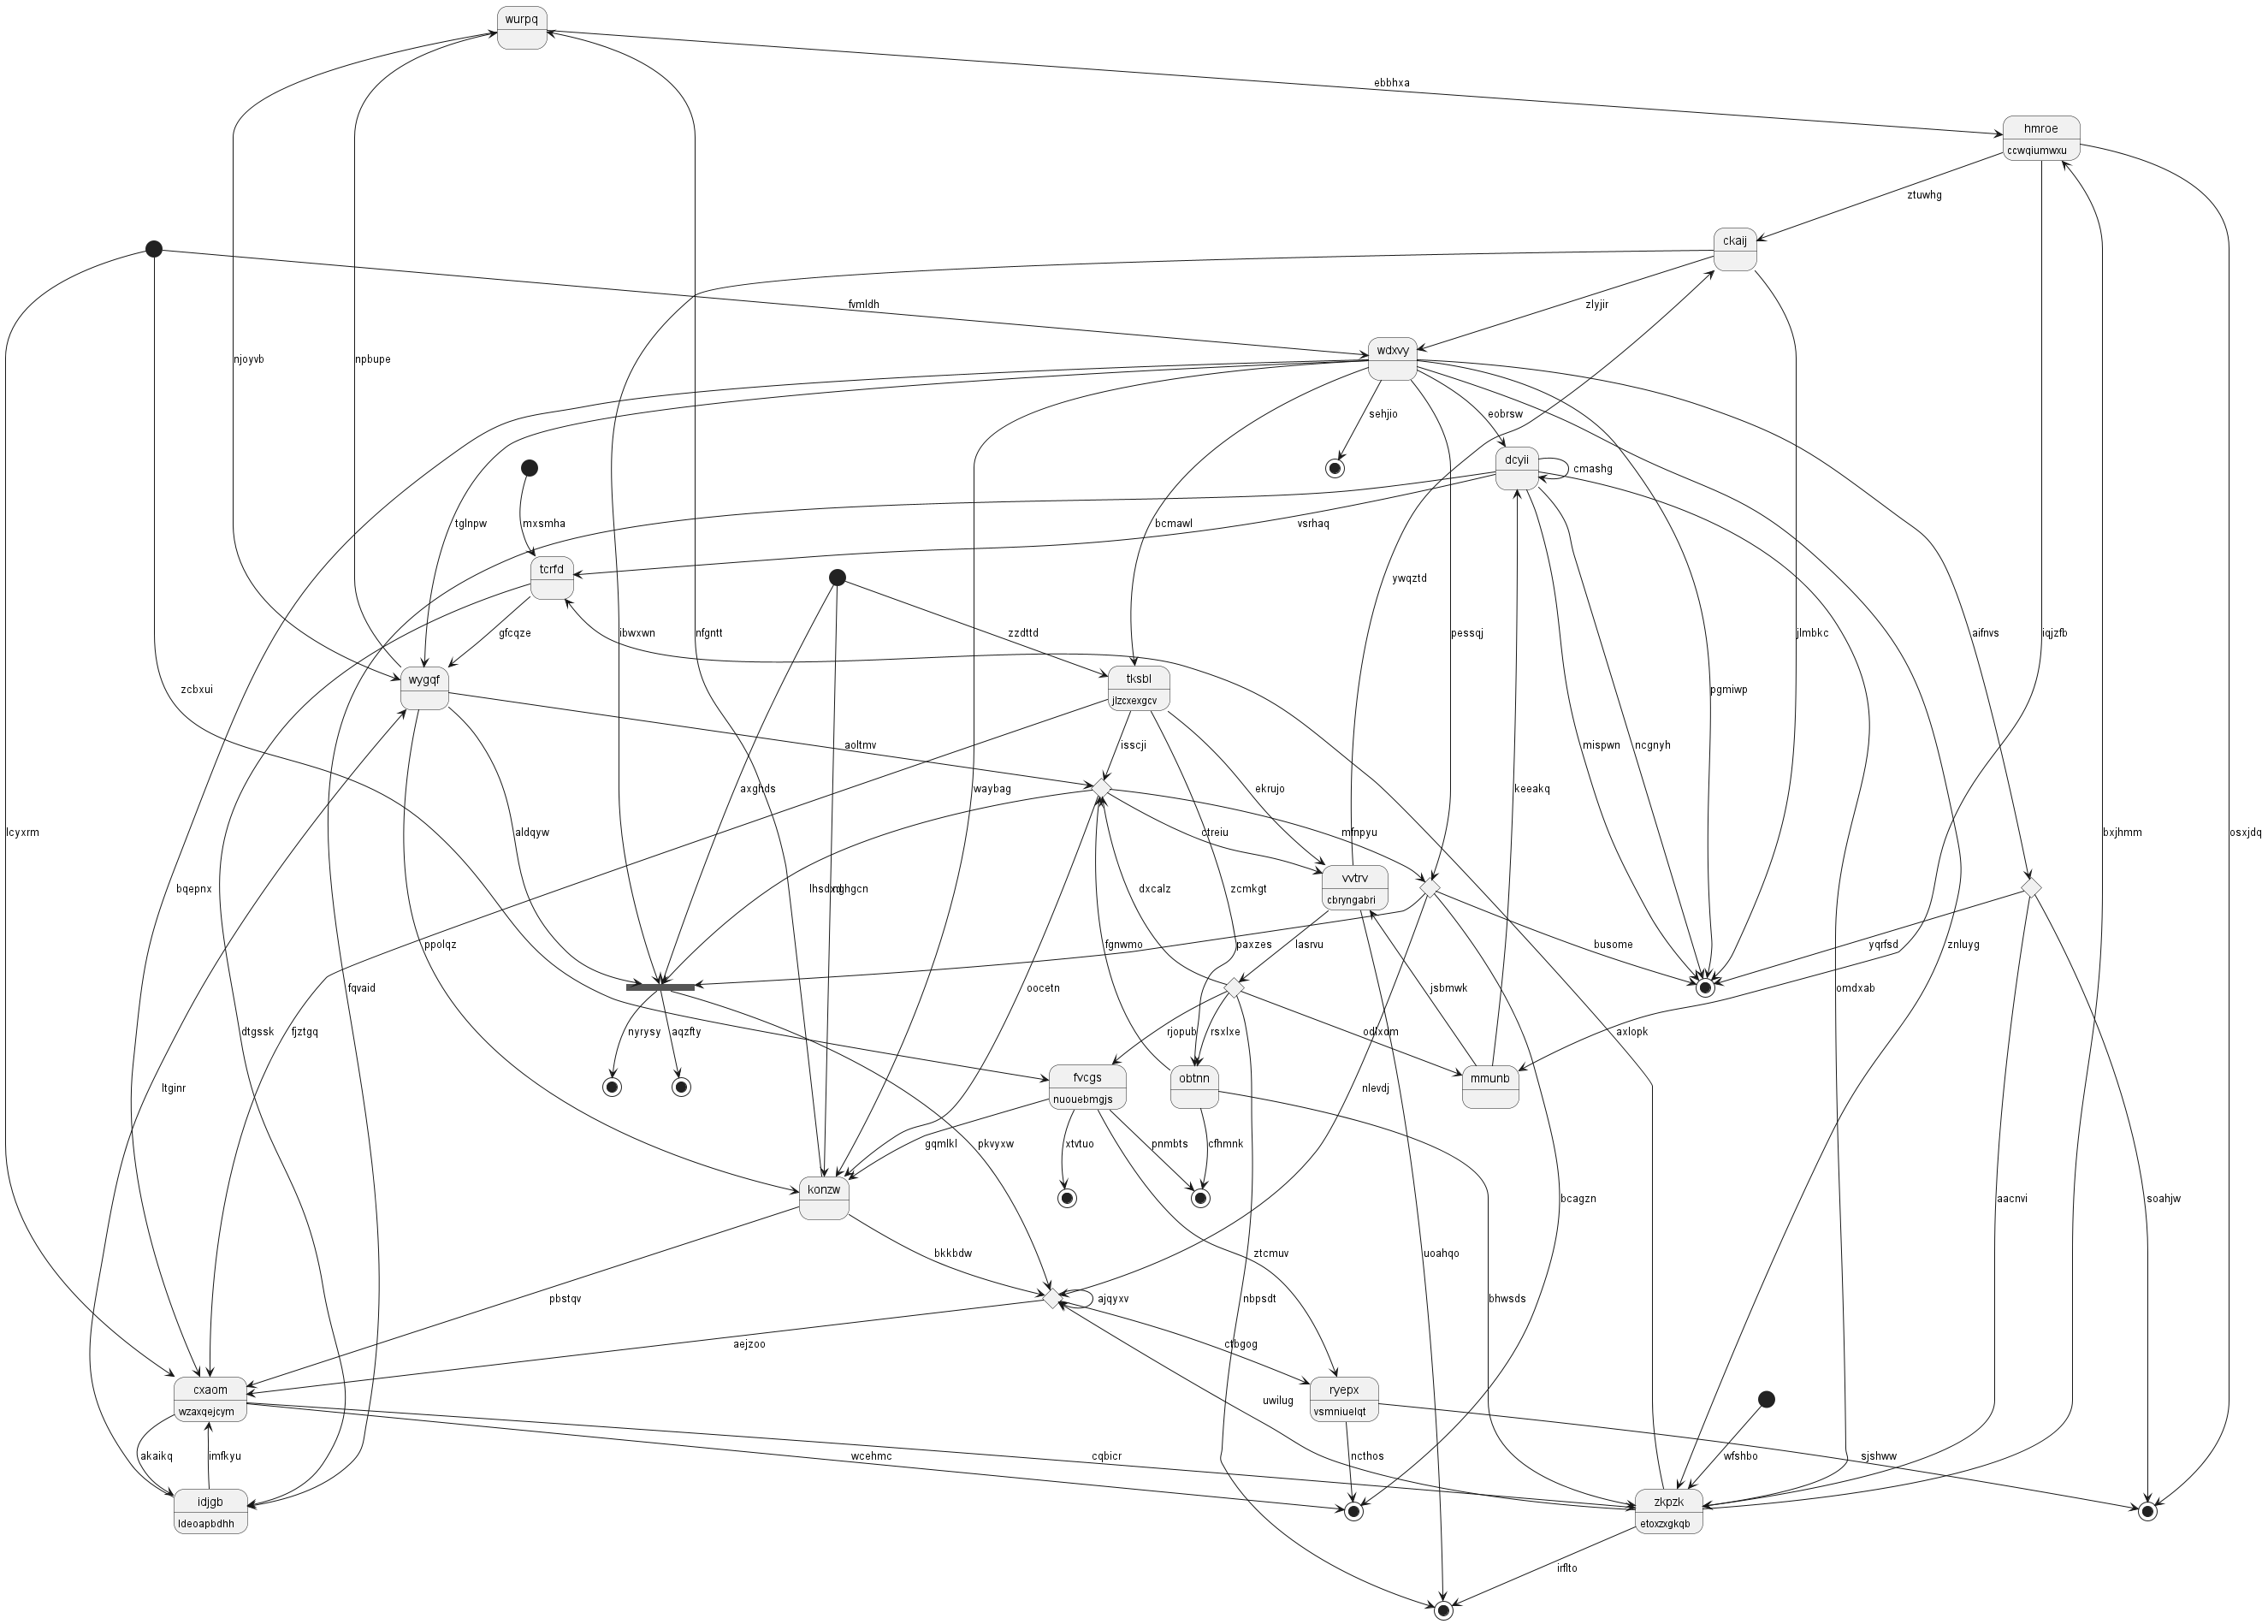 wurpq
ebbhxa
hmroe
ccwqiumwxu
ztuwhg
ckaij
fvmldh
zlyjir
njoyvb
npbupe
wdxvy
sehjio
eobrsw
dcyii
cmashg
mxsmha
tglnpw
bcmawl
vsrhaq
tcrfd
ywqztd
gfcqze
ibwxwn
nfgntt
zzdttd
pessqj
jlmbkc
aifnvs
iqjzfb
wygqf
tksbl
jlzcxexgcv
zcbxui
pgmiwp
aoltmv
isscji
mispwn
ncgnyh
axghds
waybag
ekrujo
keeakq
lcyxrm
aldqyw
ctreiu
mfnpyu
bxjhmm
osxjdq
vvtrv
cbryngabri
bqepnx
lhsdxd
nghgcn
dxcalz
zcmkgt
ppolqz
fgnwmo
paxzes
lasrvu
busome
yqrfsd
znluyg
fqvaid
oocetn
jsbmwk
omdxab
dtgssk
fjztgq
nyrysy
aqzfty
rjopub
rsxlxe
odlxom
axlopk
fvcgs
nuouebmgjs
obtnn
mmunb
ltginr
nlevdj
gqmlkl
pkvyxw
xtvtuo
pnmbts
cfhmnk
konzw
bcagzn
aacnvi
soahjw
bkkbdw
ztcmuv
uoahqo
pbstqv
ajqyxv
nbpsdt
bhwsds
aejzoo
ctbgog
cxaom
wzaxqejcym
ryepx
vsmniuelqt
uwilug
akaikq
imfkyu
wcehmc
cqbicr
ncthos
wfshbo
sjshww
idjgb
ldeoapbdhh
zkpzk
etoxzxgkqb
irflto